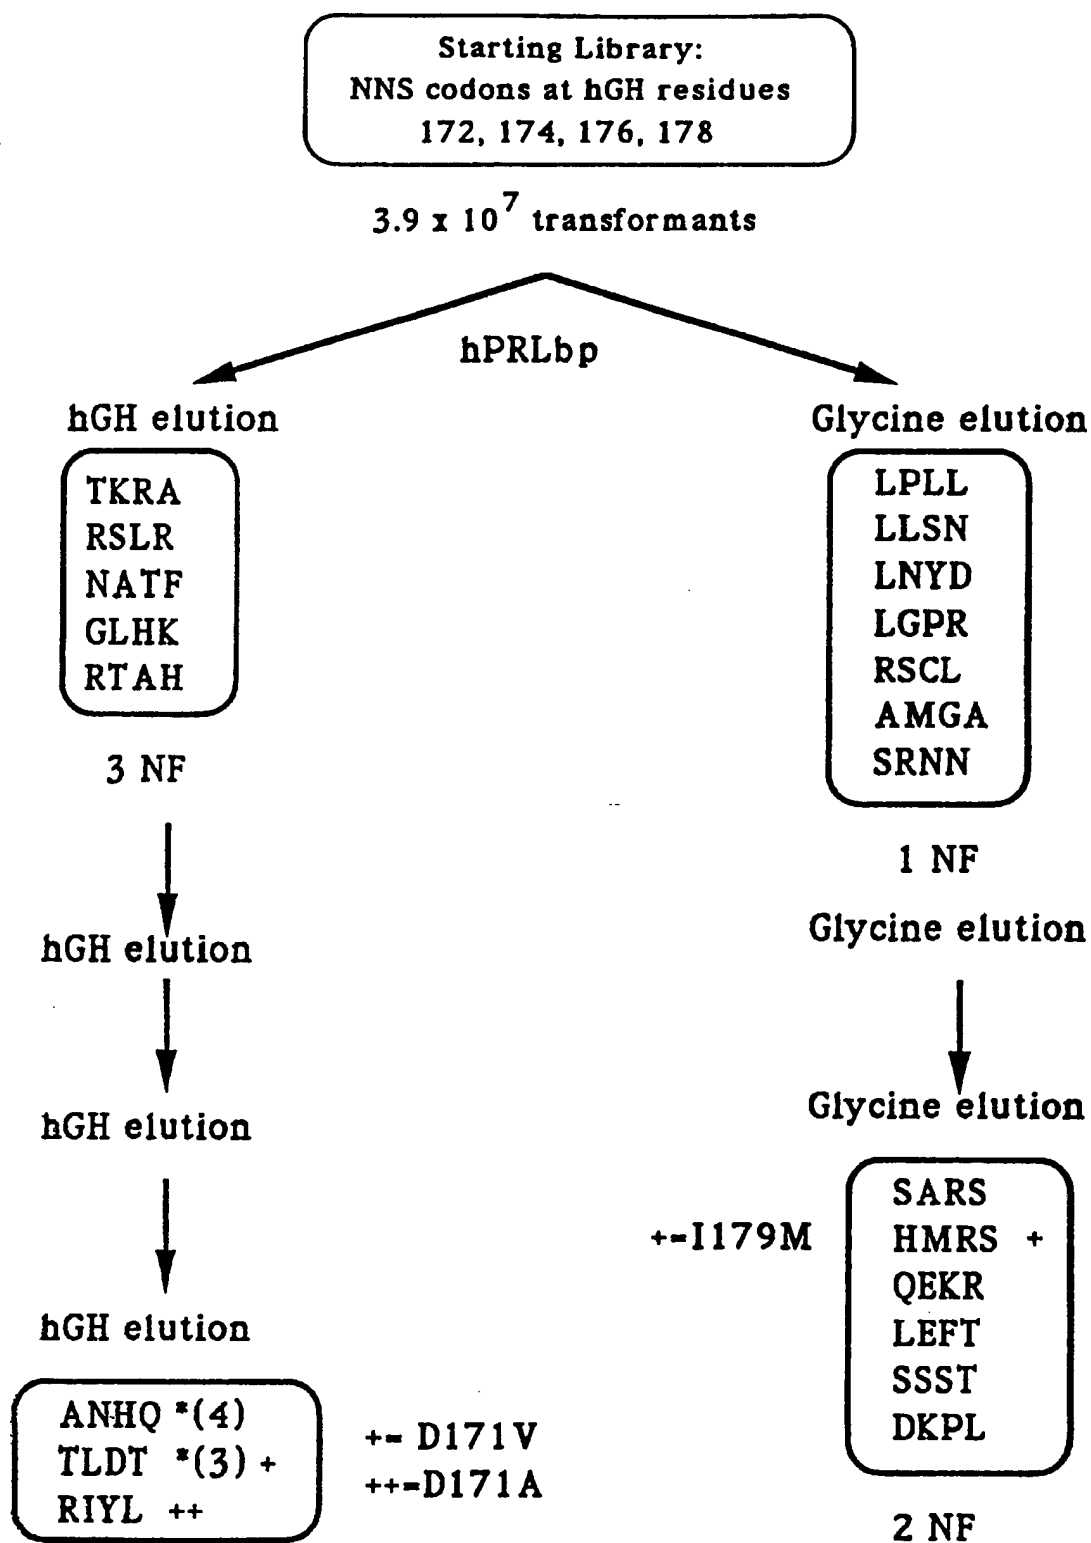 Starting Library:
NNS codons at hGH residues
172, 174, 176, 178
3.9 x 10^7 transformants
hPRLbp
hGH elution
TKRA
RSLR
NATF
GLHK
RTAH
3 NF
hGH elution
hGH elution
hGH elution
ANHQ *(4)
TLDT *(3) +
RIYL ++
+= D171V
++=D171A
Glycine elution
LPLL
LLSN
LNYD
LGPR
RSCL
AMGA
SRNN
1 NF
Glycine elution
Glycine elution
+=I179M
SARS
HMRS +
QEKR
LEFT
SSST
DKPL
2 NF